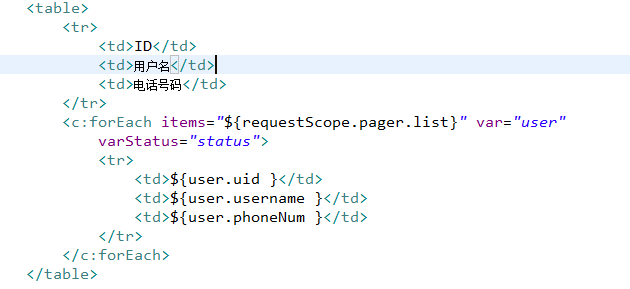 <table>
<tr>
<td>ID</td>
<td>用户名</td>
<td>电话号码</td>
</tr>
<c:forEach items="${requestScope.pager.list}" var="user"
varStatus="status">
<tr>
<td>${user.uid }</td>
<td>${user.username }</td>
<td>${user.phoneNum }</td>
</tr>
</c:forEach>
</table>